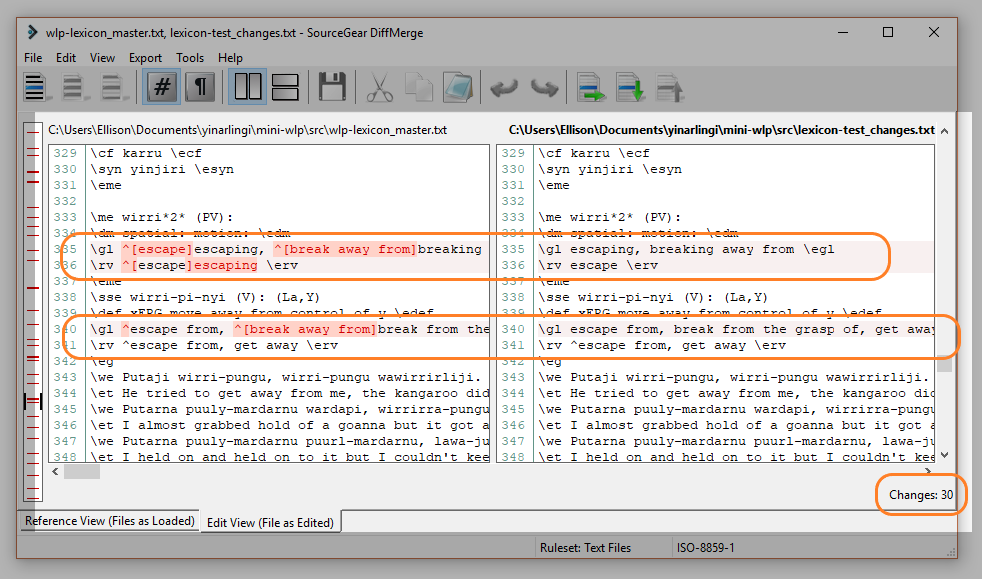 wlp-lexicon_master.txt, lexicon-test_changes.txt - SourceGear DiffMerge
File Edit View Export Tools Help
# ¶
C:\Users\Ellison\Documents\yinarlingi\mini-wlp\src\wlp-lexicon_master.txt
329 \cf karru \ecf
330 \syn yinjiri \esyn
331 \eme
332
333 \me wirri*2* (PV):
334 \dm spatial: motion: \edm
335 \gl ^[escape]escaping, ^[break away from]breaking
336 \rv ^[escape]escaping \erv
337 \eme
338 \sse wirri-pi-nyi (V): (La,Y)
339 \def xERG move away from control of y \edef
340 \gl ^escape from, ^[break away from]break from the
341 \rv ^escape from, get away \erv
342 \eg
343 \we Putaji wirri-pungu, wirri-pungu wawirrirliji.
344 \et He tried to get away from me, the kangaroo did
345 \we Putarna puuly-mardarnu wardapi, wirrirra-pungu
346 \et I almost grabbed hold of a goanna but it got a
347 \we Putarna puuly-mardarnu puurl-mardarnu, lawa-ju
348 \et I held on and held on to it but I couldn't kee
C:\Users\Ellison\Documents\yinarlingi\mini-wlp\src\lexicon-test_changes.txt
329 \cf karru \ecf
330 \syn yinjiri \esyn
331 \eme
332
333 \me wirri*2* (PV):
334 \dm spatial: motion: \edm
335 \gl escaping, breaking away from \egl
336 \rv escape \erv
337 \eme
338 \sse wirri-pi-nyi (V): (La,Y)
339 \def xERG move away from control of y \edef
340 \gl escape from, break from the grasp of, get away
341 \rv ^escape from, get away \erv
342 \eg
343 \we Putaji wirri-pungu, wirri-pungu wawirrirliji.
344 \et He tried to get away from me, the kangaroo did
345 \we Putarna puuly-mardarnu wardapi, wirrirra-pungu
346 \et I almost grabbed hold of a goanna but it got a
347 \we Putarna puuly-mardarnu puurl-mardarnu, lawa-ju
348 \et I held on and held on to it but I couldn't kee
Changes: 30
Reference View (Files as Loaded) Edit View (File as Edited)
Ruleset: Text Files ISO-8859-1